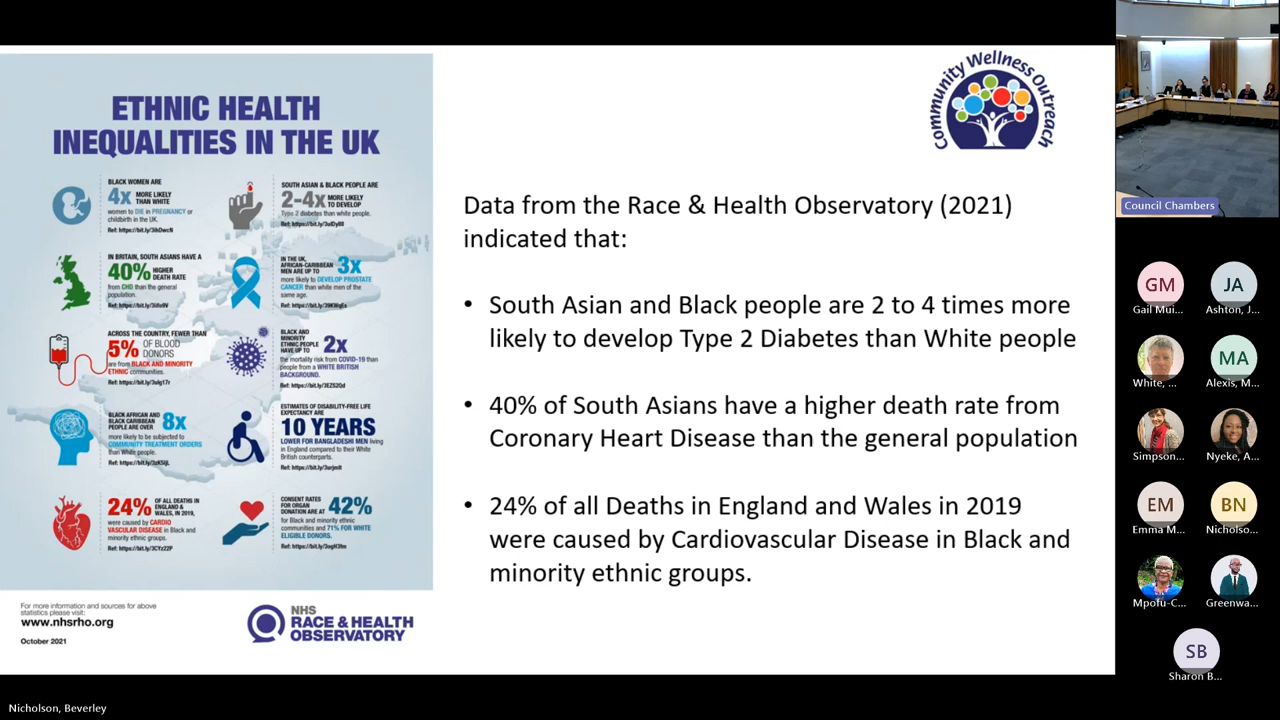 ETHNIC HEALTH
INEQUALITIES IN THE UK
BLACK WOMEN ARE
4x MORE LIKELY
THAN WHITE
women to DIE in PREGNANCY or
childbirth in the UK.
SOUTH ASIAN & BLACK PEOPLE ARE
2-4x MORE LIKELY
TO DEVELOP
Type 2 diabetes than white people.
IN BRITAIN, SOUTH ASIANS HAVE A
40% HIGHER
DEATH RATE
from CHD than the general
population.
IN THE UK,
AFRICAN-CARIBBEAN
MEN ARE UP TO 3x
more likely to DEVELOP PROSTATE
CANCER than white men of the
same age.
ACROSS THE COUNTRY, FEWER THAN
5% OF BLOOD
DONORS
are from BLACK AND MINORITY
ETHNIC communities.
BLACK AND
MINORITY
ETHNIC PEOPLE
HAVE UP TO 2x
the mortality risk from COVID-19 than
people from a WHITE BRITISH
BACKGROUND.
BLACK AFRICAN AND
BLACK CARIBBEAN
PEOPLE ARE OVER 8x
more likely to be subjected to
COMMUNITY TREATMENT ORDERS
than White people.
ESTIMATES OF DISABILITY-FREE LIFE
EXPECTANCY ARE
10 YEARS
LOWER FOR BANGLADESHI MEN living
in England compared to their White
British counterparts.
24% OF ALL DEATHS IN
ENGLAND &
WALES, IN 2019,
were caused by CARDIO
VASCULAR DISEASE in Black and
minority ethnic groups.
CONSENT RATES
FOR ORGAN
DONATION ARE AT 42%
for Black and minority ethnic
communities and 71% FOR WHITE
ELIGIBLE DONORS.
For more information and sources for above
statistics please visit:
www.nhsrho.org
October 2021
NHS
RACE & HEALTH
OBSERVATORY
Community Wellness Outreach
Data from the Race & Health Observatory (2021)
indicated that:
• South Asian and Black people are 2 to 4 times more
likely to develop Type 2 Diabetes than White people
• 40% of South Asians have a higher death rate from
Coronary Heart Disease than the general population
• 24% of all Deaths in England and Wales in 2019
were caused by Cardiovascular Disease in Black and
minority ethnic groups.
Council Chambers
GM
Gail Mui...
JA
Ashton, J...
White, ...
MA
Alexis, M...
Simpson...
Nyeke, A...
EM
Emma M...
BN
Nicholso...
Mpofu-C...
Greenwa...
SB
Sharon B...
Nicholson, Beverley